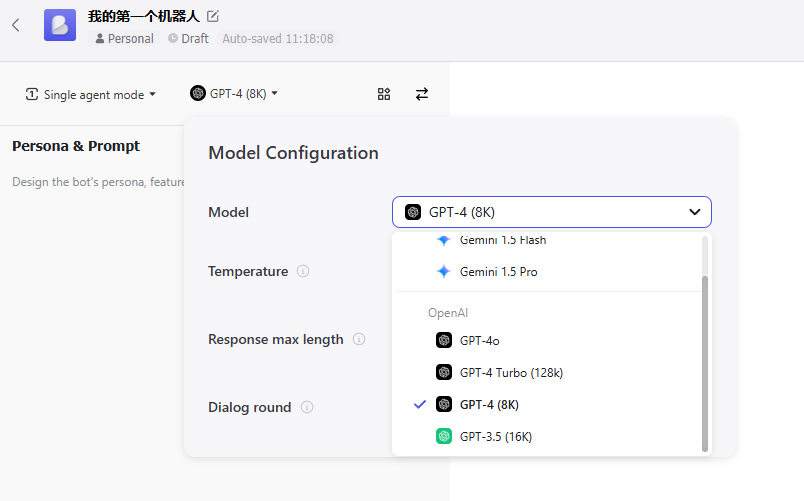 我的第一个机器人
Personal Draft Auto-saved 11:18:08
1 Single agent mode GPT-4 (8K)
Persona & Prompt
Design the bot's persona, feature
Model Configuration
Model GPT-4 (8K)
Gemini 1.5 Flash
Temperature Gemini 1.5 Pro
OpenAI
Response max length GPT-4o
GPT-4 Turbo (128k)
Dialog round GPT-4 (8K)
GPT-3.5 (16K)